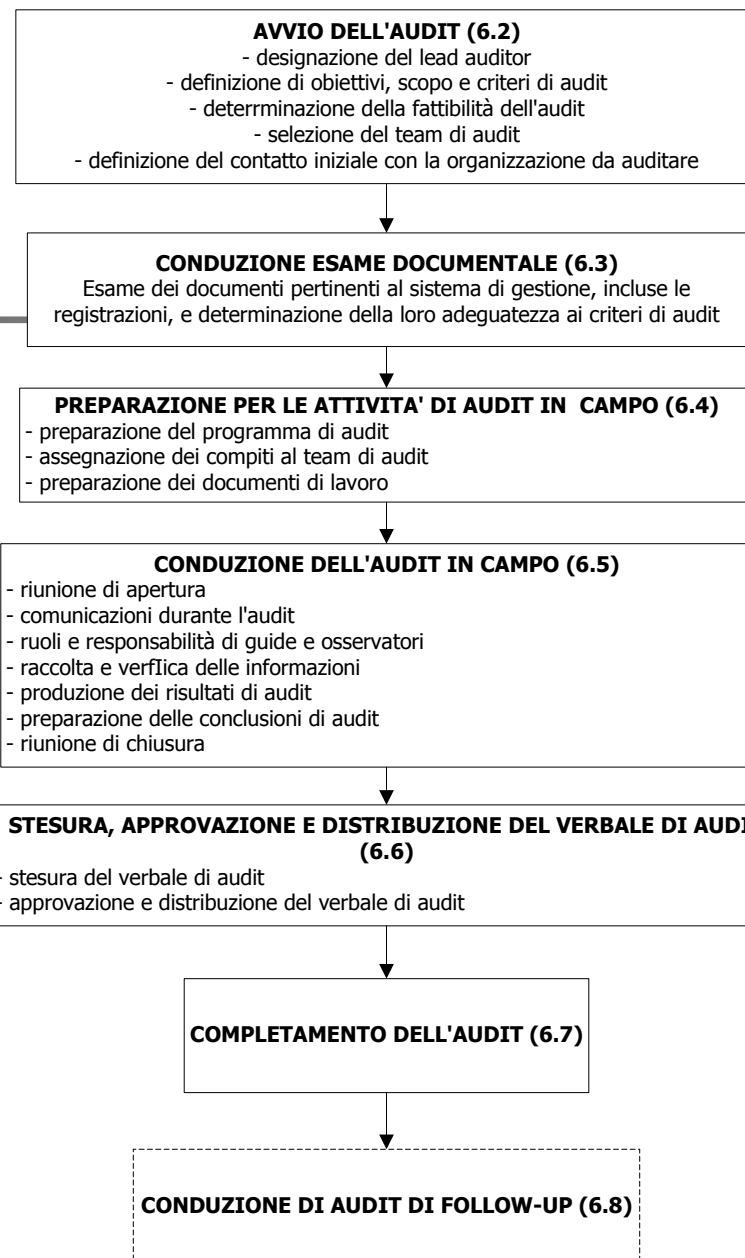 AVVIO DELL'AUDIT (6.2)
- designazione del lead auditor
- definizione di obiettivi, scopo e criteri di audit
- deterrminazione della fattibilità dell'audit
- selezione del team di audit
- definizione del contatto iniziale con la organizzazione da auditare
CONDUZIONE ESAME DOCUMENTALE (6.3)
Esame dei documenti pertinenti al sistema di gestione, incluse le
registrazioni, e determinazione della loro adeguatezza ai criteri di audit
PREPARAZIONE PER LE ATTIVITA' DI AUDIT IN CAMPO (6.4)
- preparazione del programma di audit
- assegnazione dei compiti al team di audit
- preparazione dei documenti di lavoro
CONDUZIONE DELL'AUDIT IN CAMPO (6.5)
- riunione di apertura
- comunicazioni durante l'audit
- ruoli e responsabilità di guide e osservatori
- raccolta e verfIica delle informazioni
- produzione dei risultati di audit
- preparazione delle conclusioni di audit
- riunione di chiusura
STESURA, APPROVAZIONE E DISTRIBUZIONE DEL VERBALE DI AUDI
(6.6)
- stesura del verbale di audit
- approvazione e distribuzione del verbale di audit
COMPLETAMENTO DELL'AUDIT (6.7)
CONDUZIONE DI AUDIT DI FOLLOW-UP (6.8)